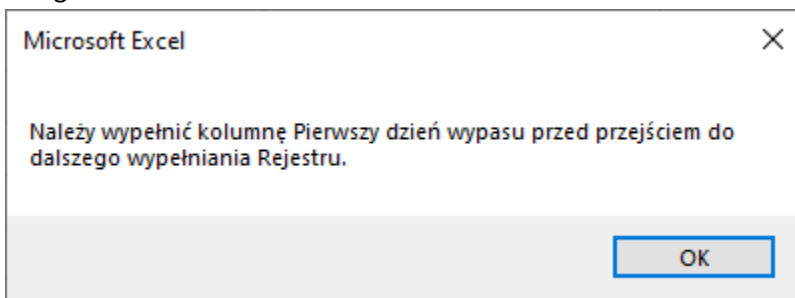 Microsoft Excel
Należy wypełnić kolumnę Pierwszy dzień wypasu przed przejściem do
dalszego wypełniania Rejestru.
OK